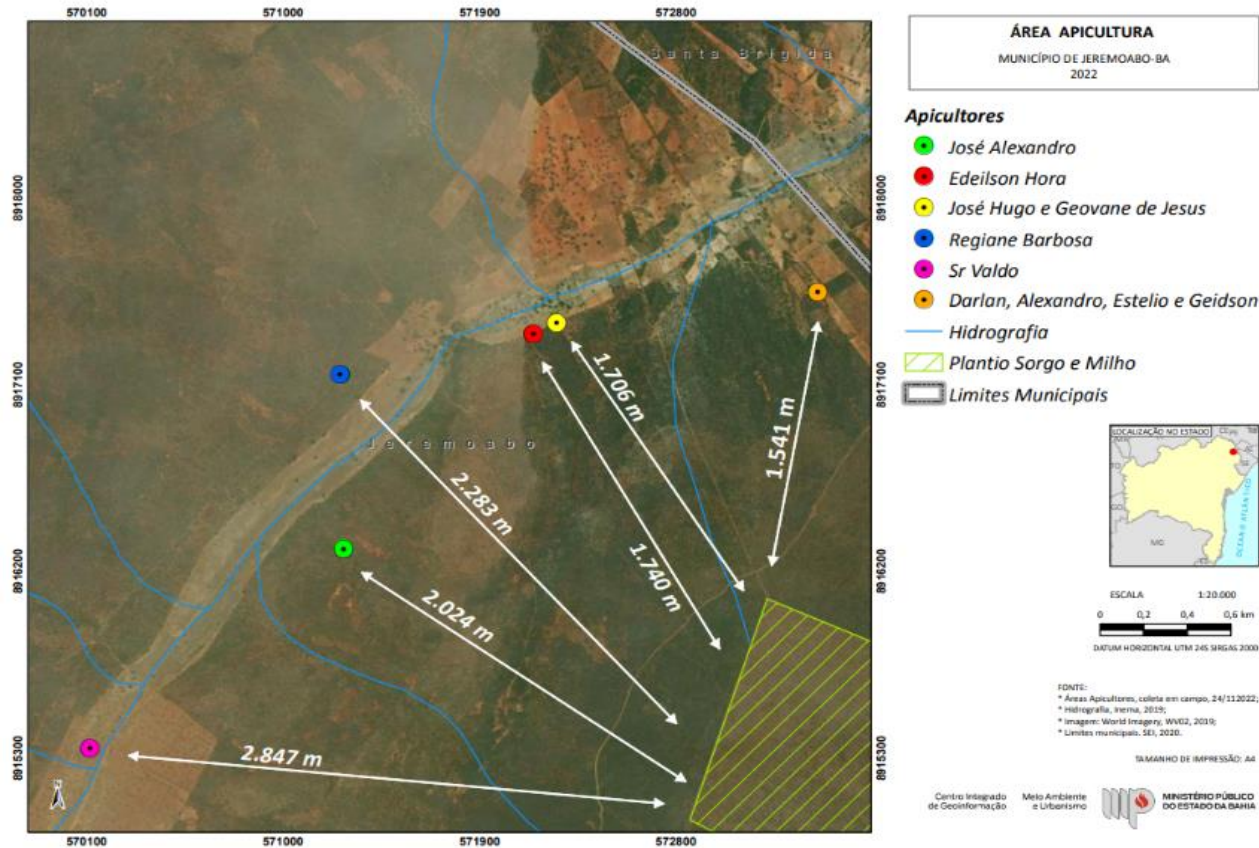 570100
571000
571900
572800
8918000
8917100
8916200
8915300
Santa Brígida
Jeremoabo
1.706 m
1.541 m
2.283 m
1.740 m
2.024 m
2.847 m
N
8918000
8917100
8916200
8915300
570100
571000
571900
572800
ÁREA APICULTURA
MUNICÍPIO DE JEREMOABO-BA
2022
Apicultores
José Alexandro
Edeilson Hora
José Hugo e Geovane de Jesus
Regiane Barbosa
Sr Valdo
Darlan, Alexandro, Estelio e Geidson
Hidrografia
Plantio Sorgo e Milho
Limites Municipais
LOCALIZAÇÃO NO ESTADO
MG
OCEANO ATLÂNTICO
ESCALA 1:20.000
0 0,2 0,4 0,6 km
DATUM HORIZONTAL UTM 24S SIRGAS 2000
FONTE:
* Áreas Apicultores, coleta em campo, 24/112022;
* Hidrografia, Inema, 2019;
* Imagem: World Imagery, WV02, 2019;
* Limites municipais. SEI, 2020.
TAMANHO DE IMPRESSÃO: A4
Centro Integrado
de Geoinformação
Meio Ambiente
e Urbanismo
MINISTÉRIO PÚBLICO
DO ESTADO DA BAHIA